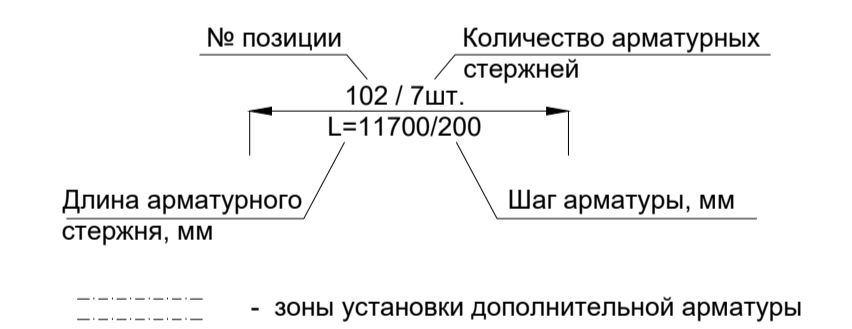 № позиции
Количество арматурных
стержней
102 / 7шт.
L=11700/200
Длина арматурного
стержня, мм
Шаг арматуры, мм
- зоны установки дополнительной арматуры